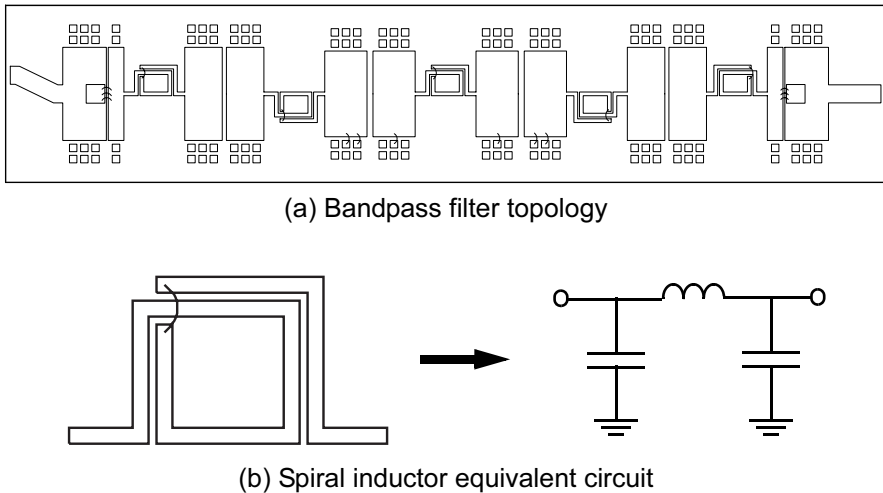 (a) Bandpass filter topology
(b) Spiral inductor equivalent circuit